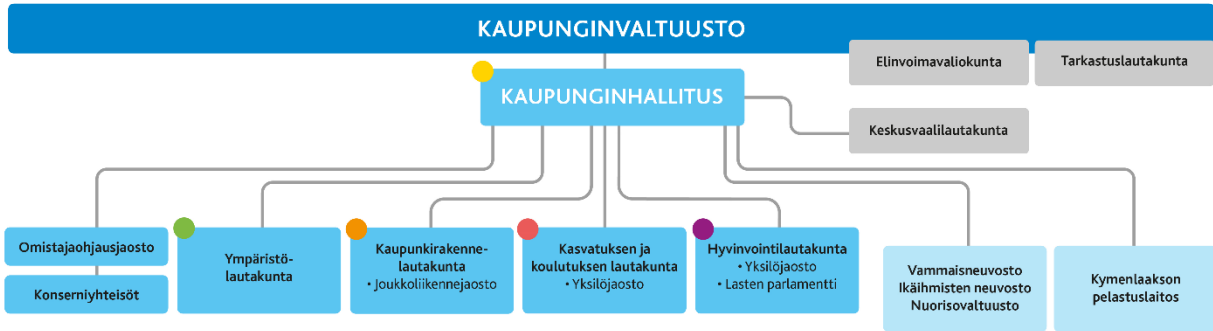 KAUPUNGINVALTUUSTO
Elinvoimavaliokunta
Tarkastuslautakunta
KAUPUNGINHALLITUS
Keskusvaalilautakunta
Omistajaohjausjaosto
Konserniyhteisöt
Ympäristö-
lautakunta
Kaupunkirakenne-
lautakunta
• Joukkoliikennejaosto
Kasvatuksen ja
koulutuksen lautakunta
• Yksilöjaosto
Hyvinvointilautakunta
• Yksilöjaosto
• Lasten parlamentti
Vammaisneuvosto
Ikäihmisten neuvosto
Nuorisovaltuusto
Kymenlaakson
pelastuslaitos